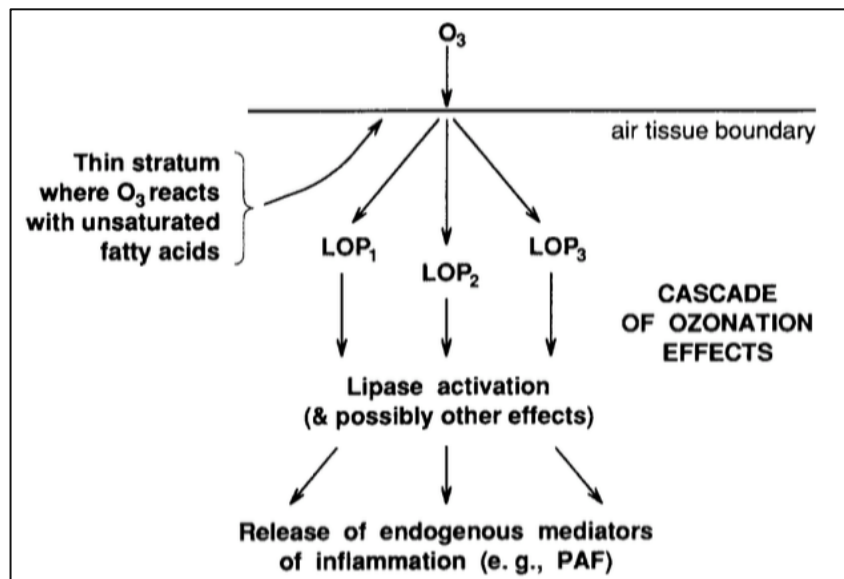 O₃
air tissue boundary
Thin stratum
where O₃ reacts
with unsaturated
fatty acids
LOP₁
LOP₂
LOP₃
CASCADE
OF OZONATION
EFFECTS
Lipase activation
(& possibly other effects)
Release of endogenous mediators
of inflammation (e. g., PAF)